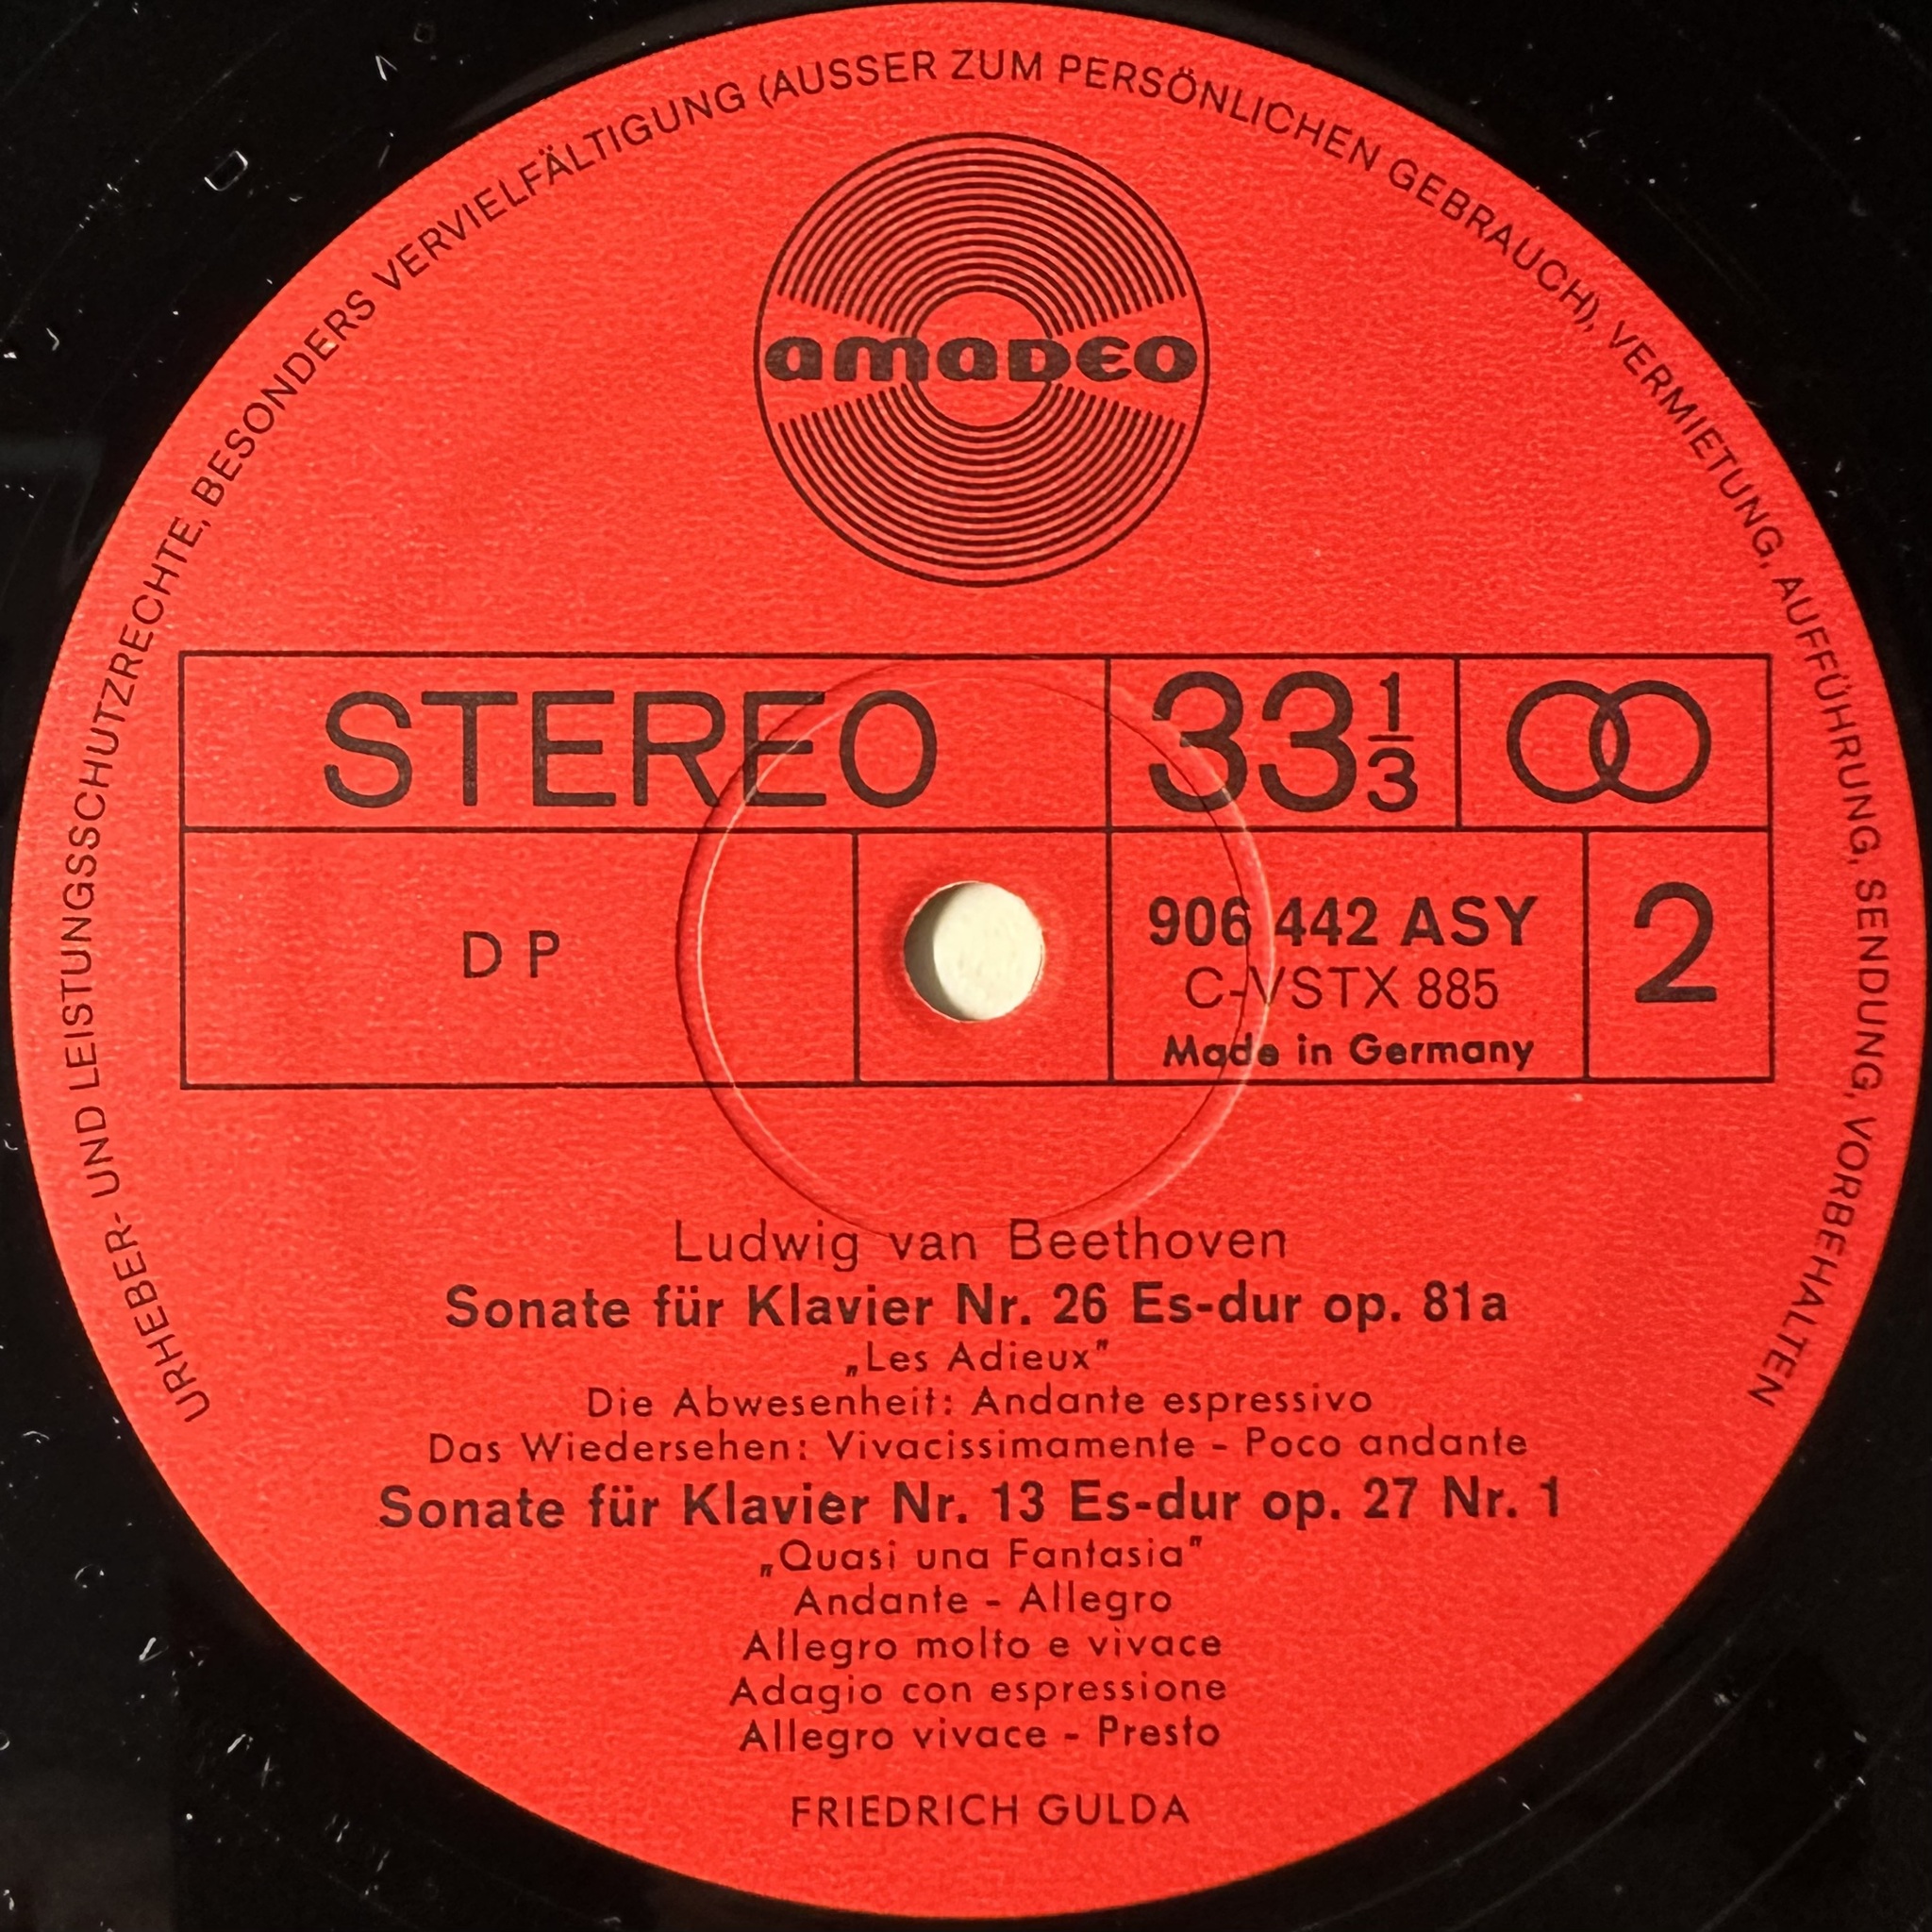 URHEBER- UND LEISTUNGSSCHUTZRECHTE, BESONDERS VERVIELFÄLTIGUNG (AUSSER ZUM PERSÖNLICHEN GEBRAUCH), VERMIETUNG, AUFFÜHRUNG, SENDUNG, VORBEHALTEN
amadeo
STEREO
33 1/3
DP
906 442 ASY
C-VSTX 885
Made in Germany
2
Ludwig van Beethoven
Sonate für Klavier Nr. 26 Es-dur op. 81a
„Les Adieux"
Die Abwesenheit: Andante espressivo
Das Wiedersehen: Vivacissimamente - Poco andante
Sonate für Klavier Nr. 13 Es-dur op. 27 Nr. 1
„Quasi una Fantasia"
Andante - Allegro
Allegro molto e vivace
Adagio con espressione
Allegro vivace - Presto
FRIEDRICH GULDA